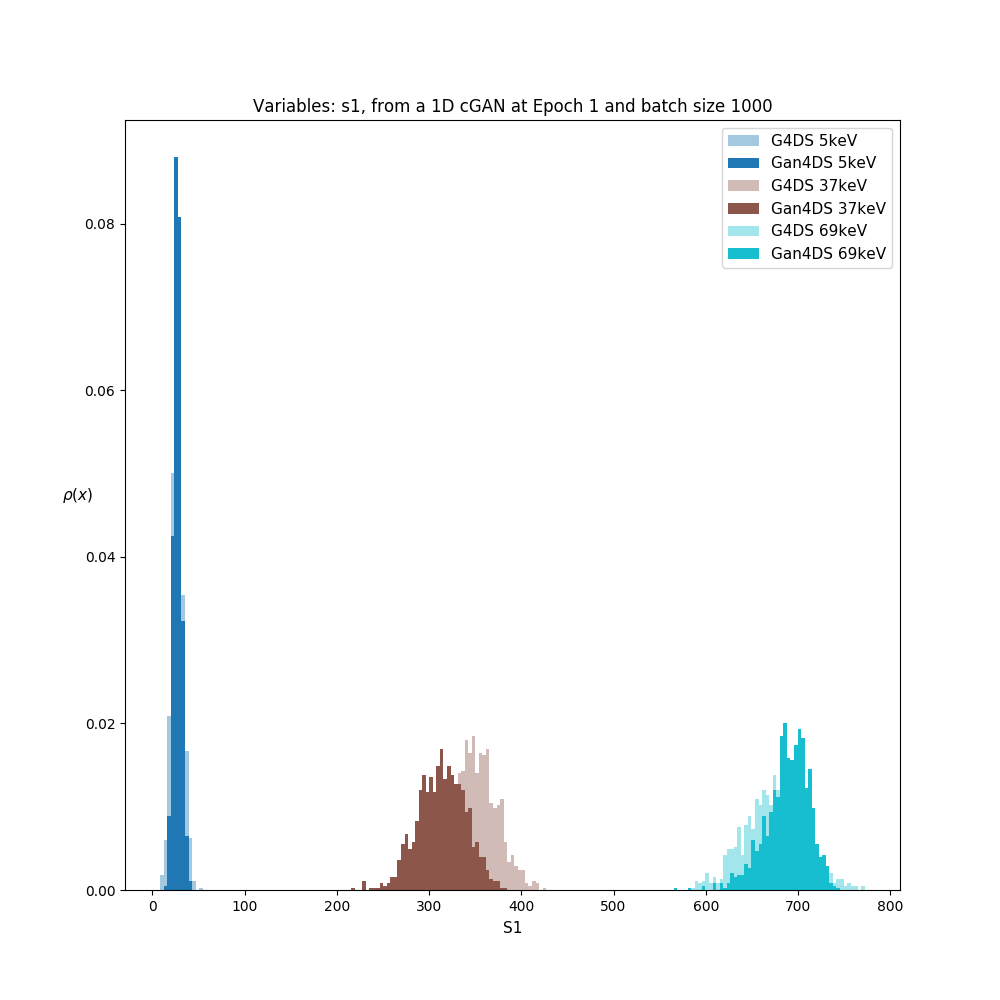 Variables: s1, from a 1D cGAN at Epoch 1 and batch size 1000
G4DS 5keV
Gan4DS 5keV
G4DS 37keV
Gan4DS 37keV
G4DS 69keV
Gan4DS 69keV
0.08
0.06
ρ(x)
0.04
0.02
0.00
0 100 200 300 400 500 600 700 800
S1